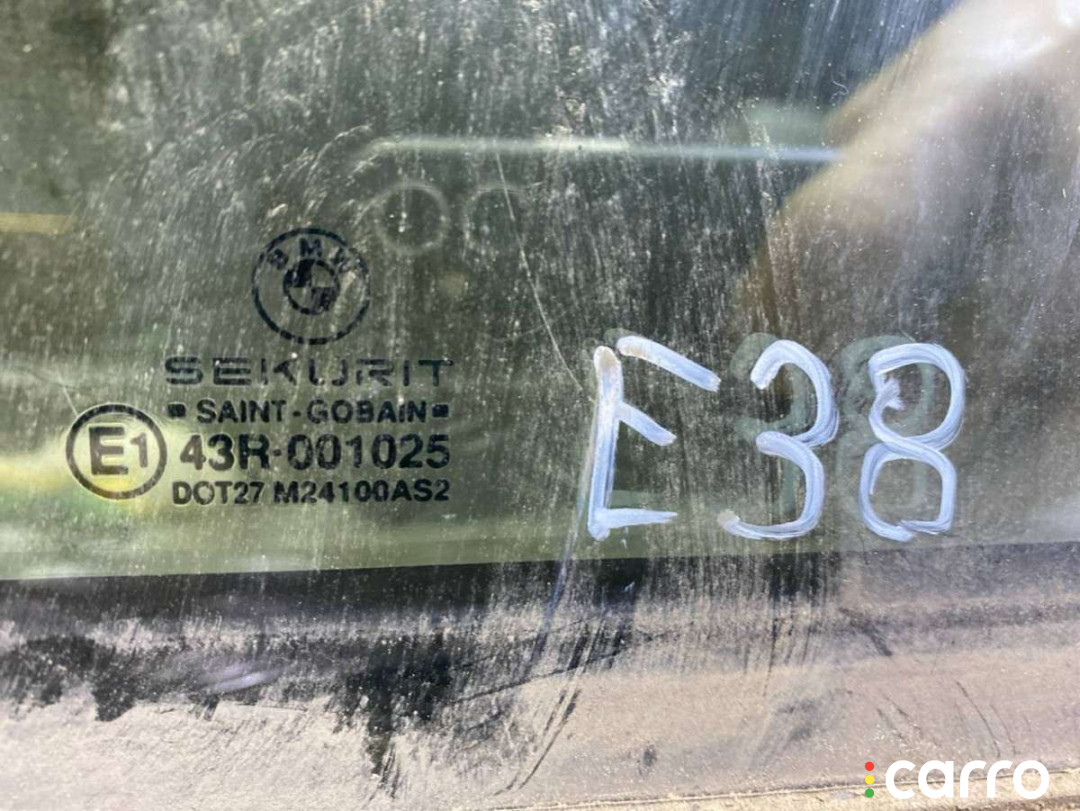 BMW
SEKURIT
SAINT-GOBAIN
E1 43R-001025
DOT27 M24100AS2
E38
carro